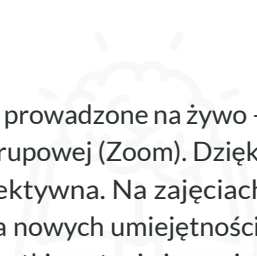 prowadzone na żywo -
rupowej (Zoom). Dzięk
ektywna. Na zajęciach
a nowych umiejętności